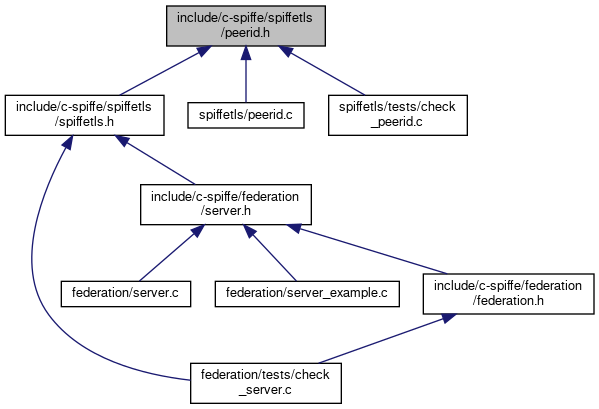 include/c-spiffe/spiffetls
/peerid.h
include/c-spiffe/spiffetls
/spiffetls.h
spiffetls/peerid.c
spiffetls/tests/check
_peerid.c
include/c-spiffe/federation
/server.h
federation/server.c
federation/server_example.c
include/c-spiffe/federation
/federation.h
federation/tests/check
_server.c